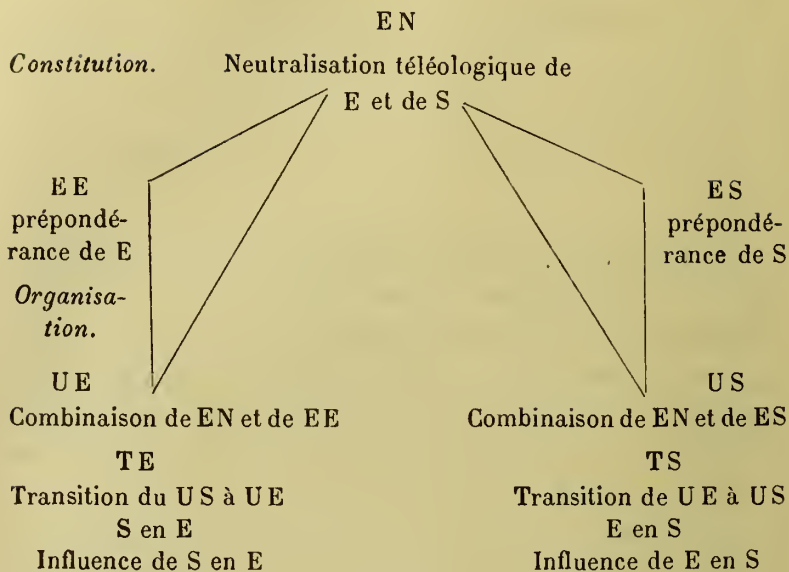 EN
Constitution. Neutralisation téléologique de
E et de S
EE
prépondé-
rance de E
Organisa-
tion.
ES
prépondé-
rance de S
UE
Combinaison de EN et de EE
US
Combinaison de EN et de ES
TE
Transition du US à UE
S en E
Influence de S en E
TS
Transition de UE à US
E en S
Influence de E en S